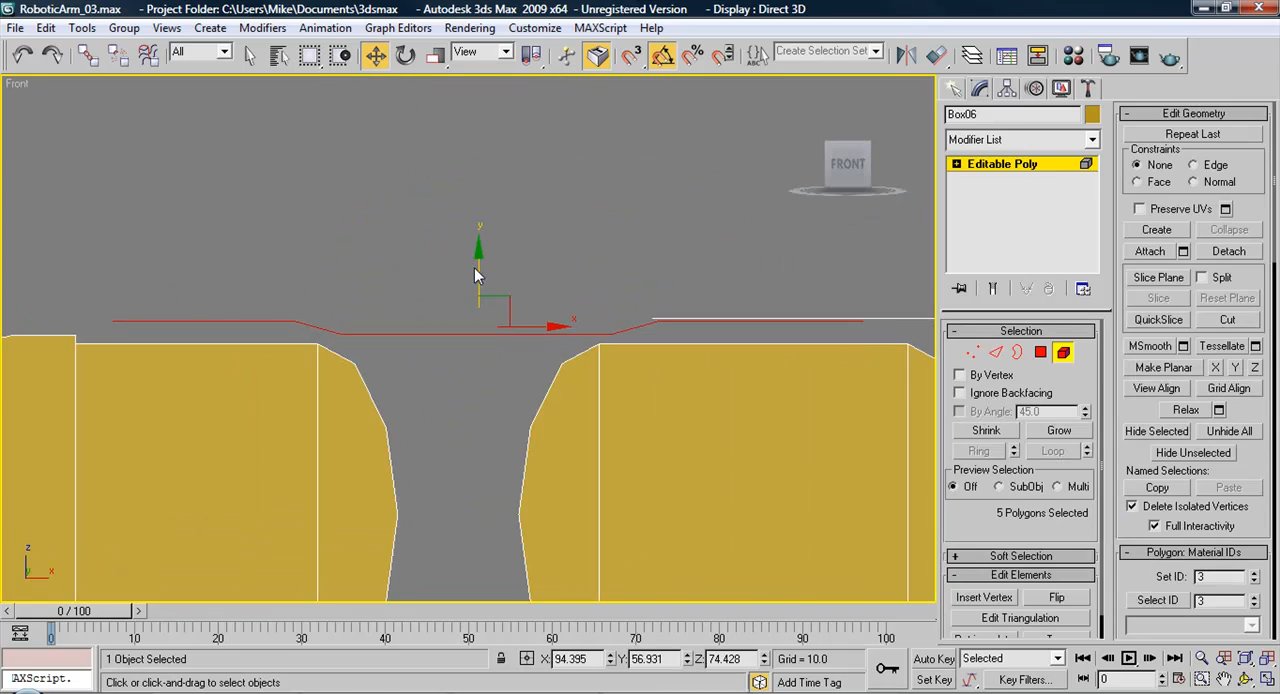 RoboticArm_03.max - Project Folder: C:\Users\Mike\Documents\3dsmax - Autodesk 3ds Max 2009 x64 - Unregistered Version - Display : Direct 3D
File Edit Tools Group Views Create Modifiers Animation Graph Editors Rendering Customize MAXScript Help
All View Create Selection Set
Front
FRONT
y
x
z
x
Box06
Modifier List
Editable Poly
Selection
By Vertex
Ignore Backfacing
By Angle: 45.0
Shrink Grow
Ring Loop
Preview Selection
Off SubObj Multi
5 Polygons Selected
Soft Selection
Edit Elements
Insert Vertex Flip
Edit Triangulation
Edit Geometry
Repeat Last
Constraints
None Edge
Face Normal
Preserve UVs
Create Collapse
Attach Detach
Slice Plane Split
Slice Reset Plane
QuickSlice Cut
MSmooth Tessellate
Make Planar X Y Z
View Align Grid Align
Relax
Hide Selected Unhide All
Hide Unselected
Named Selections:
Copy Paste
Delete Isolated Vertices
Full Interactivity
Polygon: Material IDs
Set ID: 3
Select ID 3
0 / 100
0 10 20 30 40 50 60 70 80 90 100
1 Object Selected X: 94.395 Y: 56.931 Z: 74.428 Grid = 10.0 Auto Key Selected
AXScript. Click or click-and-drag to select objects Add Time Tag Set Key Key Filters... 0